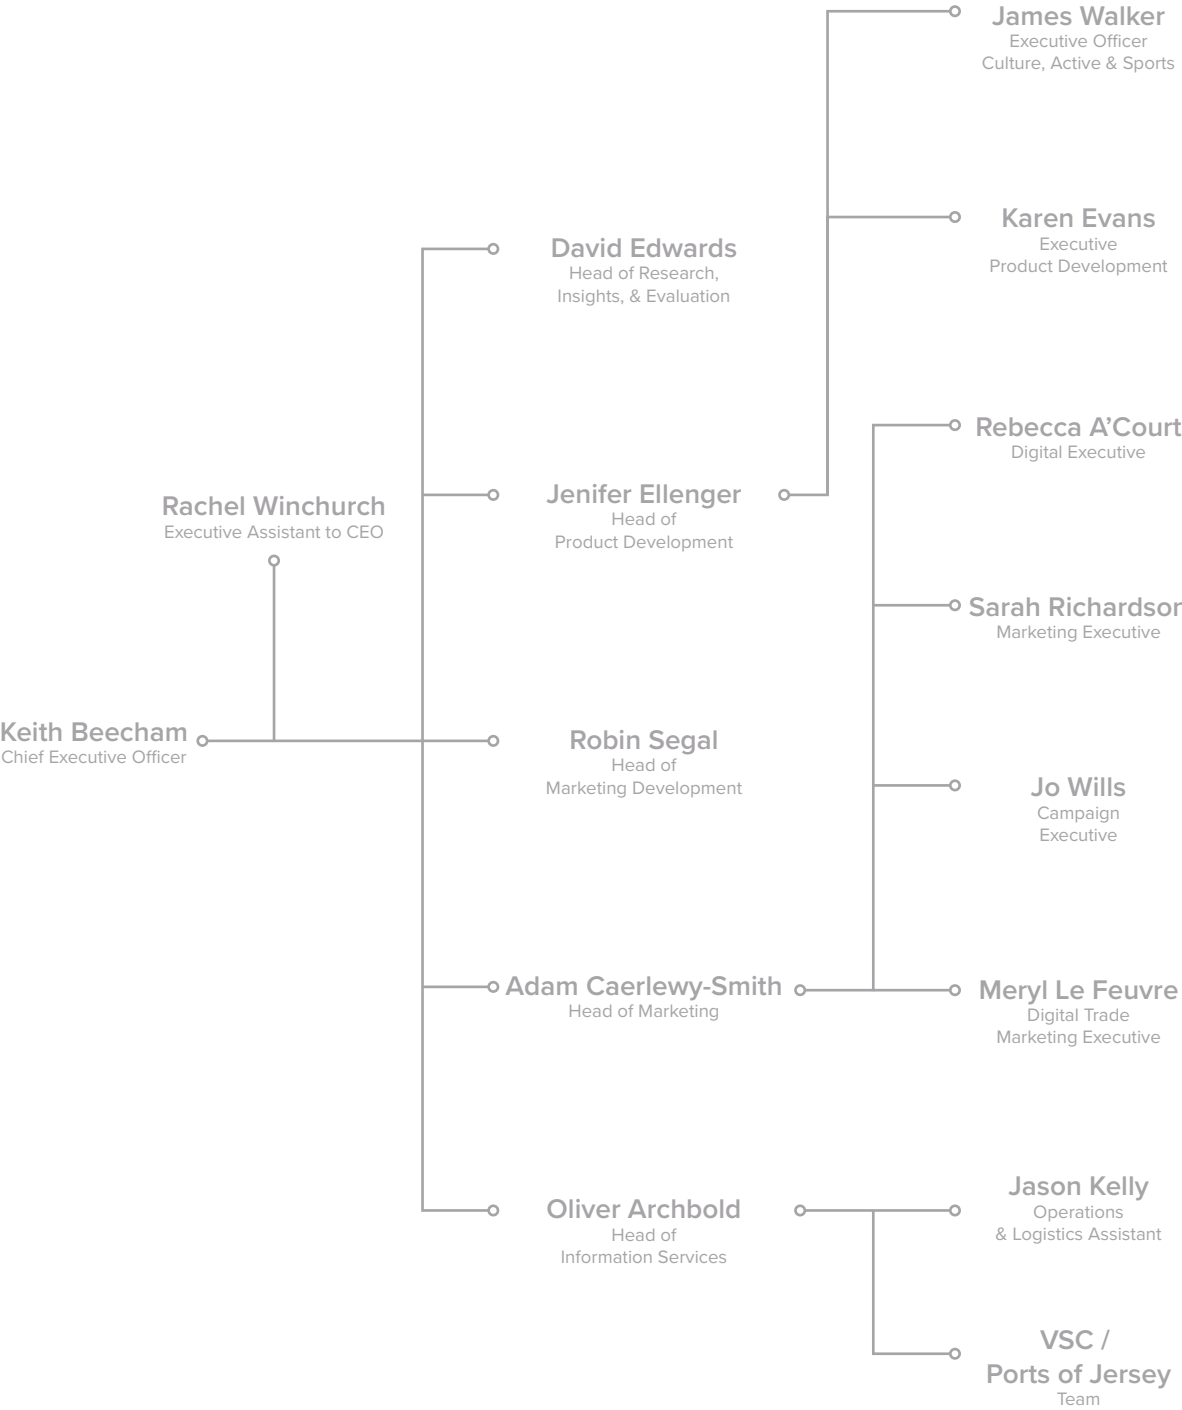 James Walker
Executive Officer
Culture, Active & Sports
Karen Evans
Executive
Product Development
David Edwards
Head of Research,
Insights, & Evaluation
Rebecca A’Court
Digital Executive
Jenifer Ellenger
Head of
Product Development
Rachel Winchurch
Executive Assistant to CEO
Sarah Richardson
Marketing Executive
Keith Beecham
Chief Executive Officer
Robin Segal
Head of
Marketing Development
Jo Wills
Campaign
Executive
Adam Caerlewy-Smith
Head of Marketing
Meryl Le Feuvre
Digital Trade
Marketing Executive
Oliver Archbold
Head of
Information Services
Jason Kelly
Operations
& Logistics Assistant
VSC /
Ports of Jersey
Team